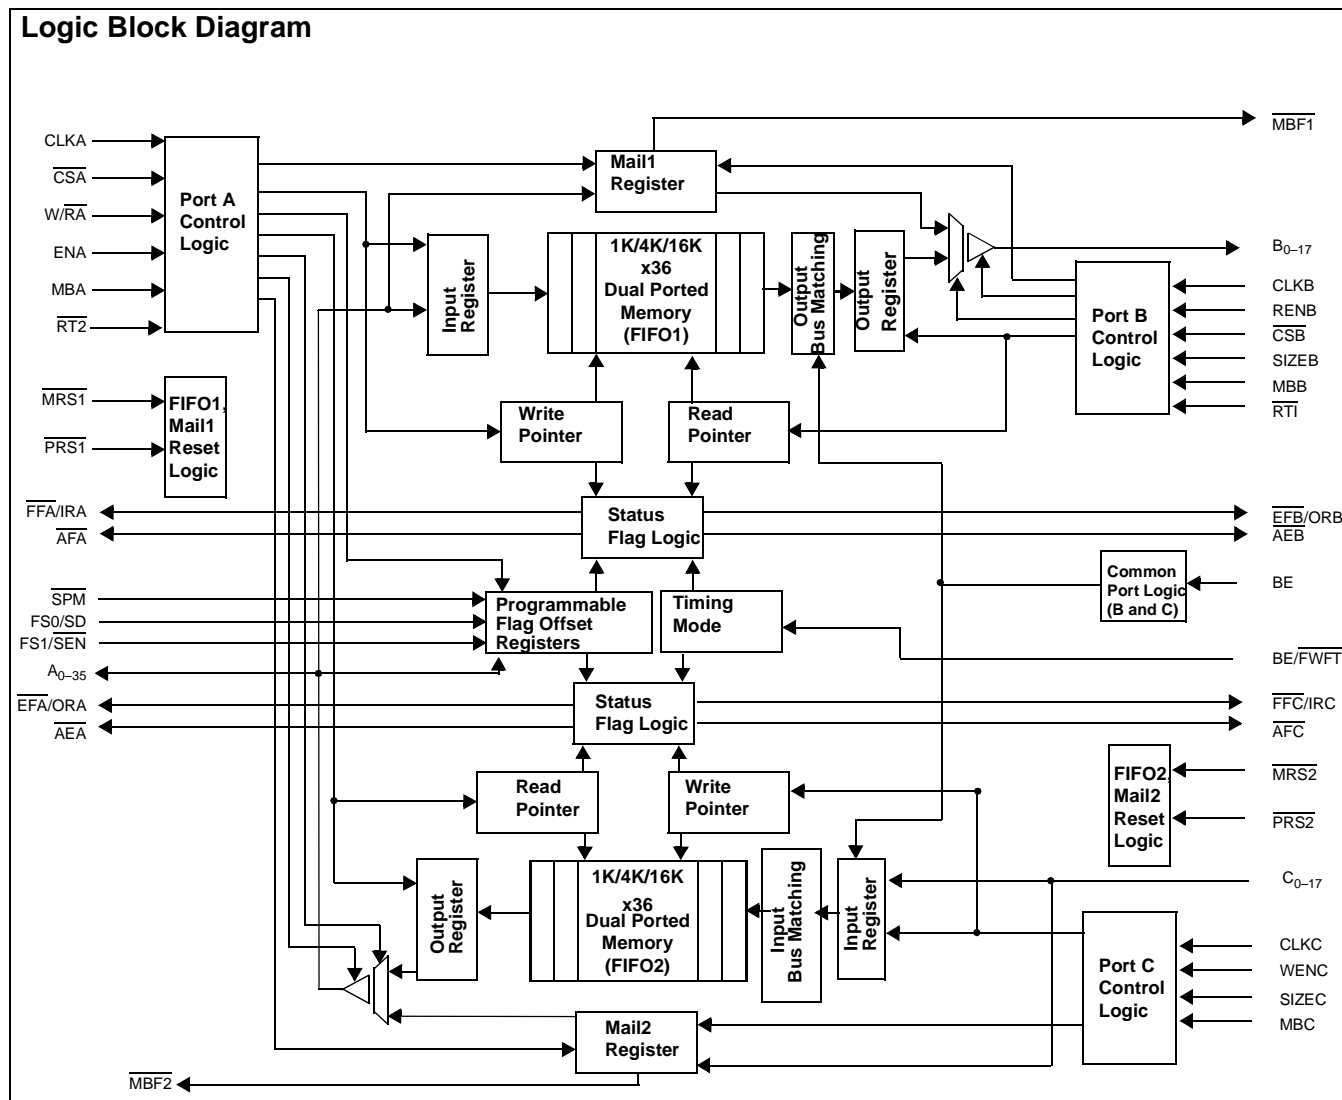 Logic Block Diagram
CLKA
CSA
W/RA
ENA
MBA
RT2
Port A
Control
Logic
Mail1
Register
MBF1
Input
Register
1K/4K/16K
x36
Dual Ported
Memory
(FIFO1)
Output
Bus Matching
Output
Register
B0–17
Port B
Control
Logic
CLKB
RENB
CSB
SIZEB
MBB
RTI
MRS1
PRS1
FIFO1,
Mail1
Reset
Logic
Write
Pointer
Read
Pointer
FFA/IRA
AFA
Status
Flag Logic
EFB/ORB
AEB
SPM
FS0/SD
FS1/SEN
A0–35
Programmable
Flag Offset
Registers
Timing
Mode
Common
Port Logic
(B and C)
BE
BE/FWFT
EFA/ORA
AEA
Status
Flag Logic
FFC/IRC
AFC
Read
Pointer
Write
Pointer
FIFO2,
Mail2
Reset
Logic
MRS2
PRS2
Output
Register
1K/4K/16K
x36
Dual Ported
Memory
(FIFO2)
Input
Bus Matching
Input
Register
C0–17
Port C
Control
Logic
CLKC
WENC
SIZEC
MBC
Mail2
Register
MBF2